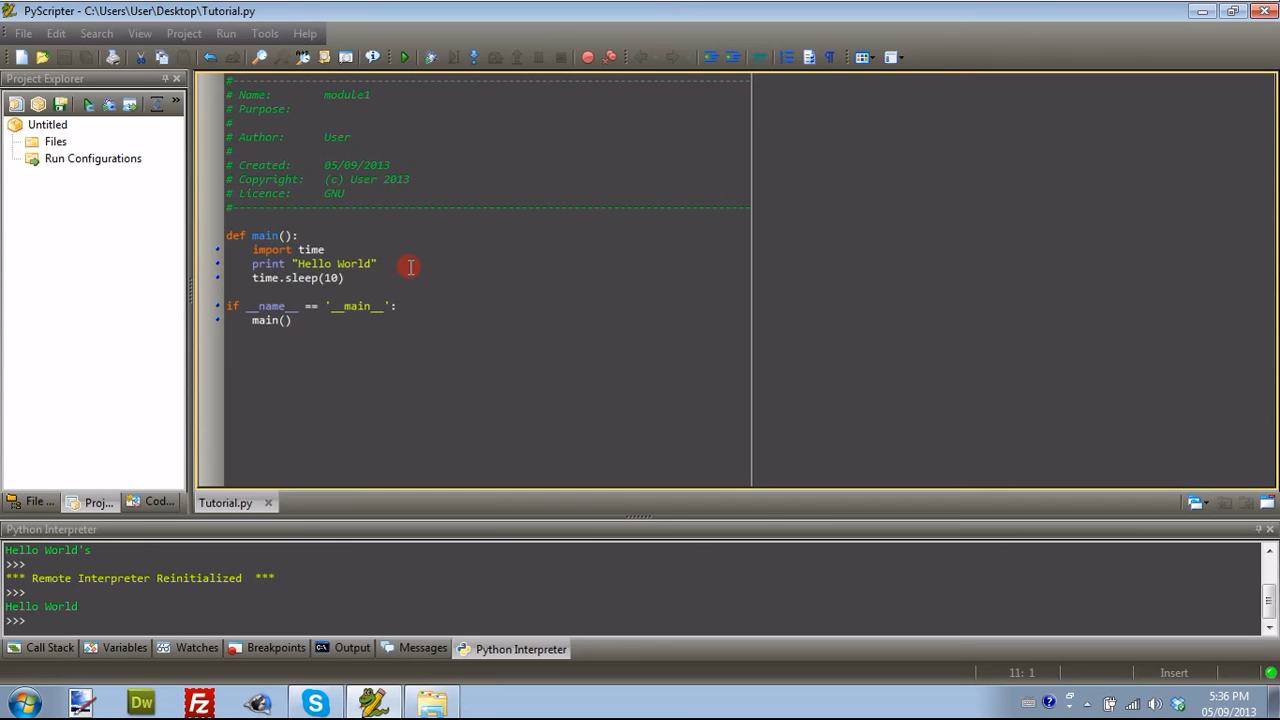 PyScripter - C:\Users\User\Desktop\Tutorial.py
File Edit Search View Project Run Tools Help
Project Explorer
Untitled
Files
Run Configurations
#------------------------------------------------------------------------------
# Name:        module1
# Purpose:
#
# Author:      User
#
# Created:     05/09/2013
# Copyright:   (c) User 2013
# Licence:     GNU
#------------------------------------------------------------------------------
def main():
    import time
    print "Hello World"
    time.sleep(10)
if __name__ == '__main__':
    main()
File ... Proj... Cod...
Tutorial.py
Python Interpreter
Hello World's
>>>
*** Remote Interpreter Reinitialized  ***
>>>
Hello World
>>>
Call Stack Variables Watches Breakpoints Output Messages Python Interpreter
11: 1 Insert
Dw
Fz
5:36 PM
05/09/2013